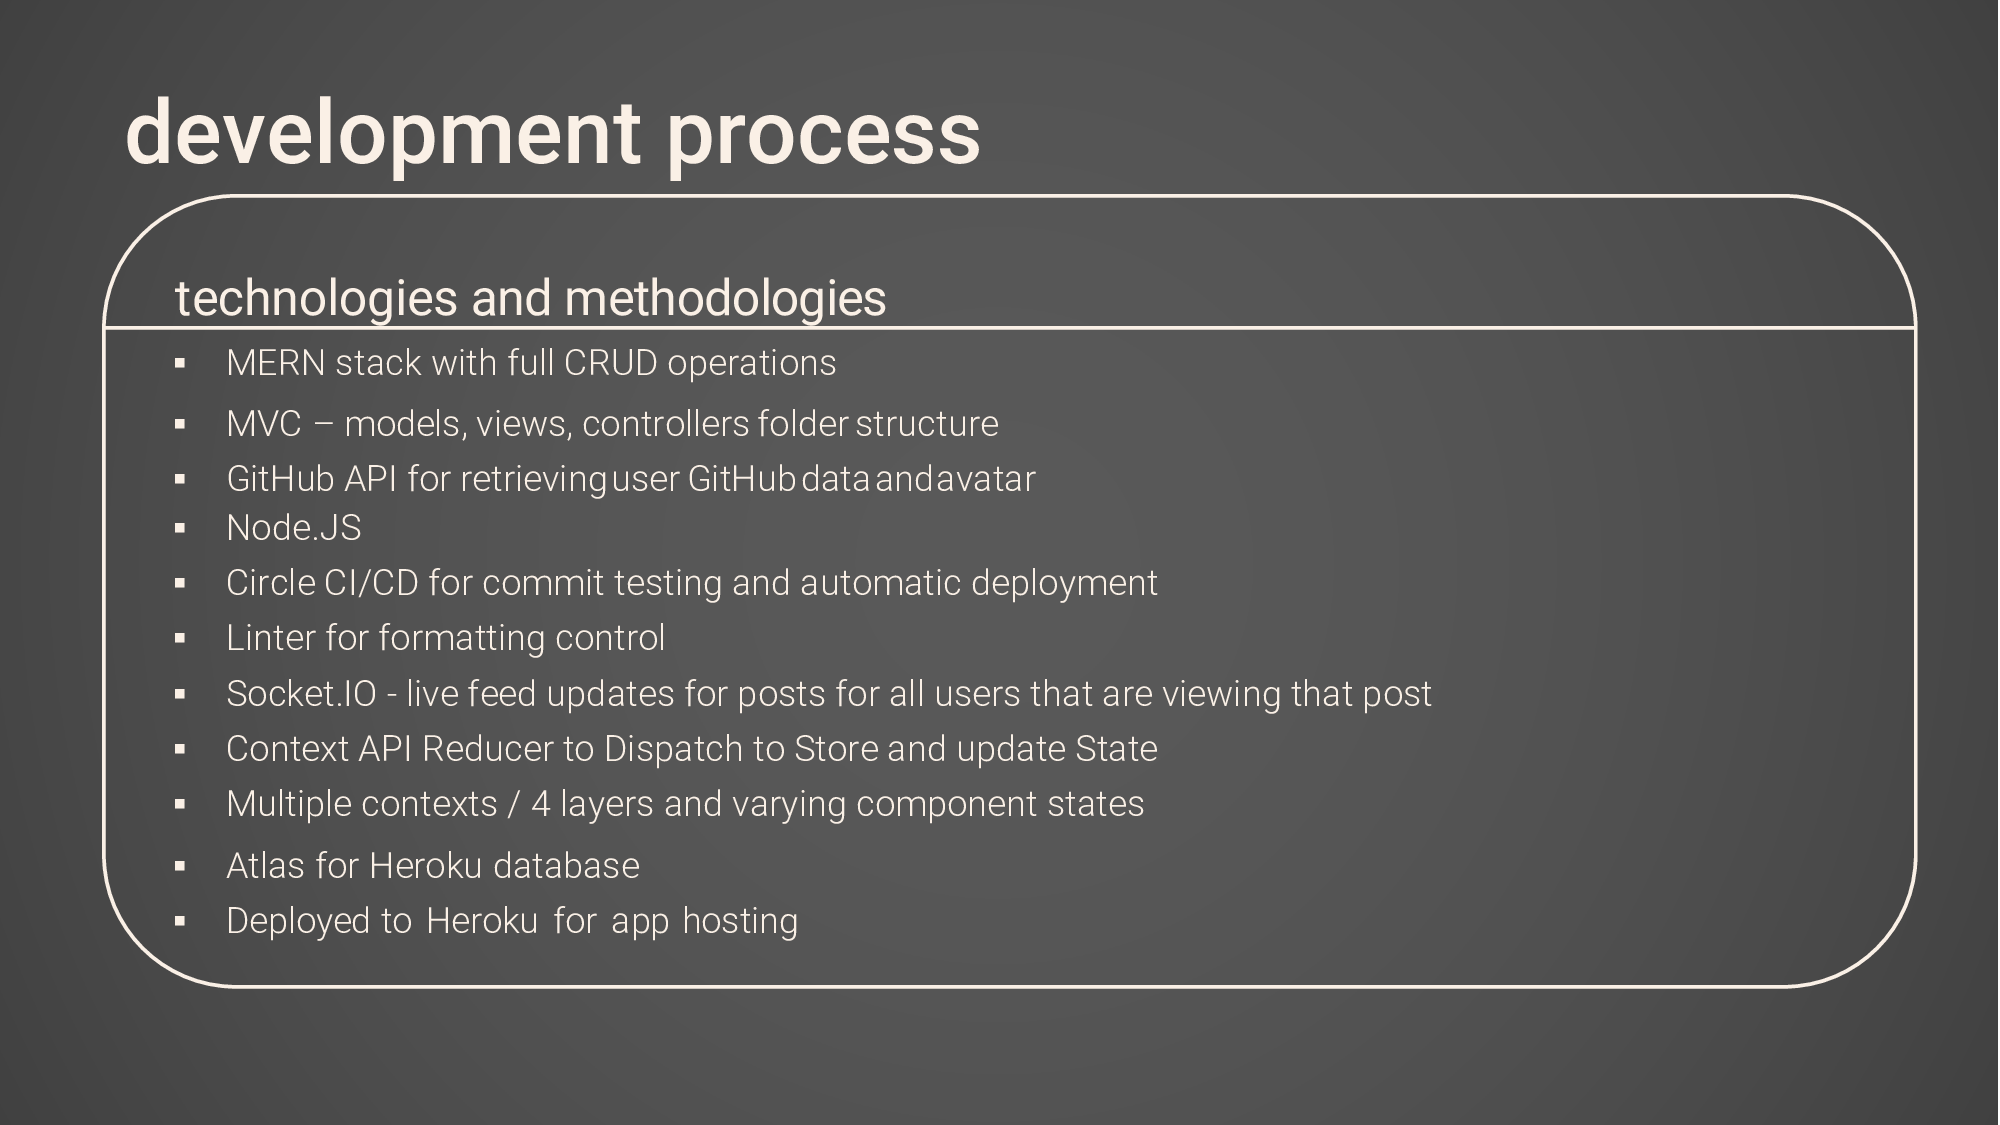 development process
technologies and methodologies
▪ MERN stack with full CRUD operations
▪ MVC – models, views, controllers folder structure
▪ GitHub API for retrieving user GitHub data and avatar
▪ Node.JS
▪ Circle CI/CD for commit testing and automatic deployment
▪ Linter for formatting control
▪ Socket.IO - live feed updates for posts for all users that are viewing that post
▪ Context API Reducer to Dispatch to Store and update State
▪ Multiple contexts / 4 layers and varying component states
▪ Atlas for Heroku database
▪ Deployed to Heroku for app hosting